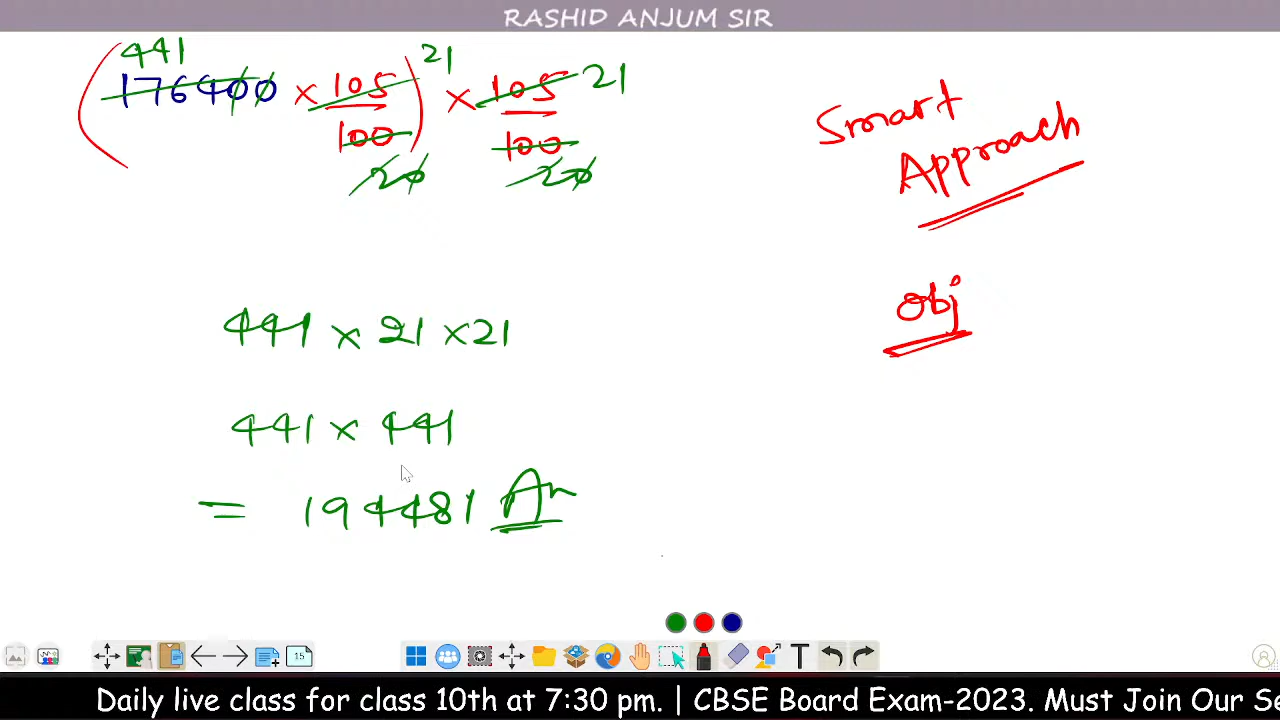 RASHID ANJUM SIR
441
(176400 × 105/100) 21 × 105/100 21
20 20
Smart
Approach
obj
441 × 21 × 21
441 × 441
= 194481 An
15
T
Daily live class for class 10th at 7:30 pm. | CBSE Board Exam-2023. Must Join Our S